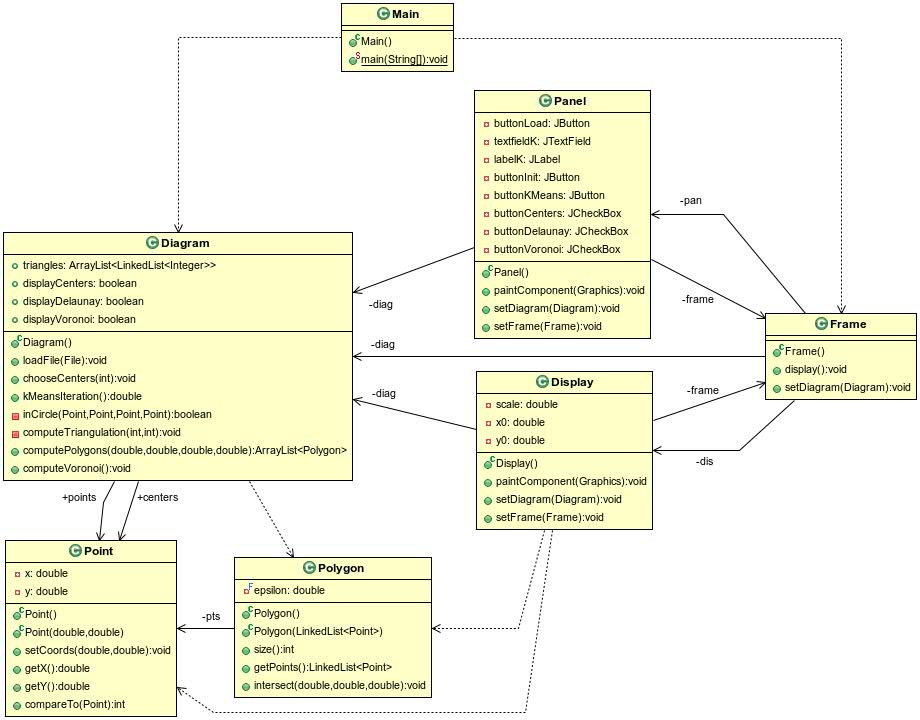 Main
Main()
main(String[]):void
Panel
buttonLoad: JButton
textfieldK: JTextField
labelK: JLabel
buttonInit: JButton
buttonKMeans: JButton
buttonCenters: JCheckBox
buttonDelaunay: JCheckBox
buttonVoronoi: JCheckBox
Panel()
paintComponent(Graphics):void
setDiagram(Diagram):void
setFrame(Frame):void
-pan
-frame
Diagram
triangles: ArrayList<LinkedList<Integer>>
displayCenters: boolean
displayDelaunay: boolean
displayVoronoi: boolean
Diagram()
loadFile(File):void
chooseCenters(int):void
kMeansIteration():double
inCircle(Point,Point,Point,Point):boolean
computeTriangulation(int,int):void
computePolygons(double,double,double,double):ArrayList<Polygon>
computeVoronoi():void
-diag
-diag
-diag
Frame
Frame()
display():void
setDiagram(Diagram):void
Display
scale: double
x0: double
y0: double
Display()
paintComponent(Graphics):void
setDiagram(Diagram):void
setFrame(Frame):void
-frame
-dis
+points
+centers
Point
x: double
y: double
Point()
Point(double,double)
setCoords(double,double):void
getX():double
getY():double
compareTo(Point):int
-pts
Polygon
epsilon: double
Polygon()
Polygon(LinkedList<Point>)
size():int
getPoints():LinkedList<Point>
intersect(double,double,double):void